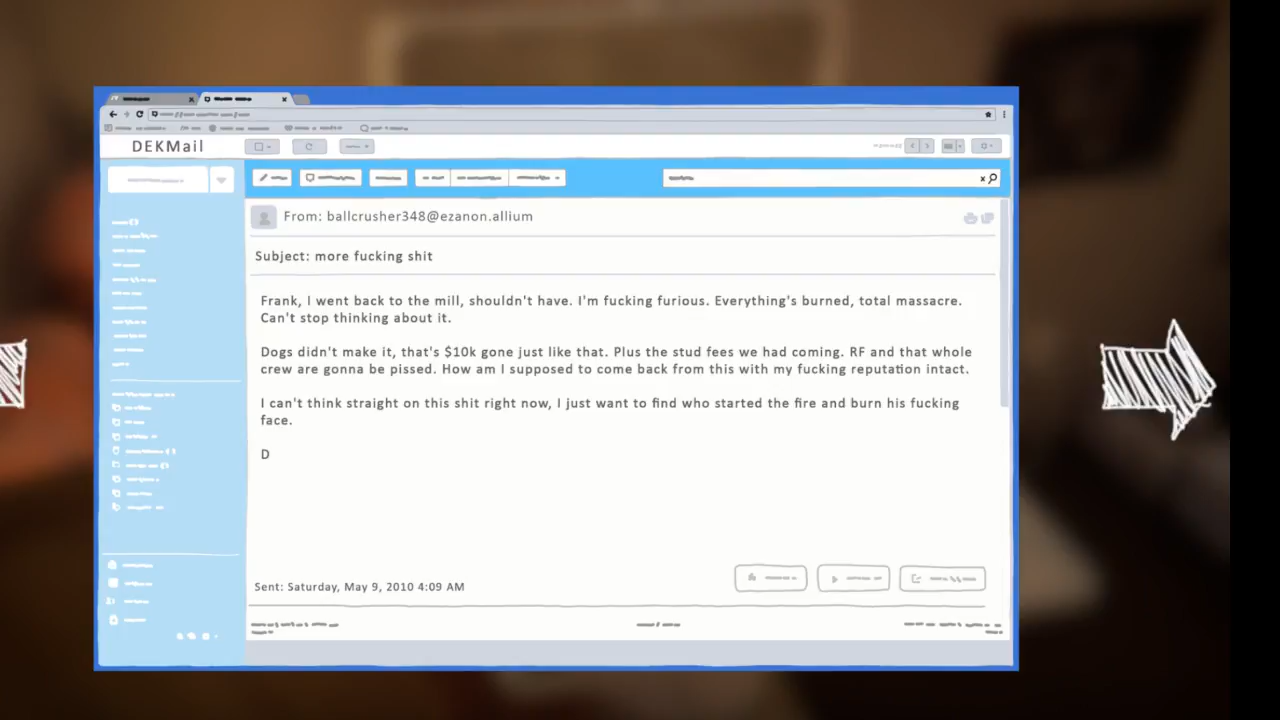 DEKMail
From: ballcrusher348@ezanon.allium
Subject: more fucking shit
Frank, I went back to the mill, shouldn't have. I'm fucking furious. Everything's burned, total massacre.
Can't stop thinking about it.
Dogs didn't make it, that's $10k gone just like that. Plus the stud fees we had coming. RF and that whole
crew are gonna be pissed. How am I supposed to come back from this with my fucking reputation intact.
I can't think straight on this shit right now, I just want to find who started the fire and burn his fucking
face.
D
Sent: Saturday, May 9, 2010 4:09 AM